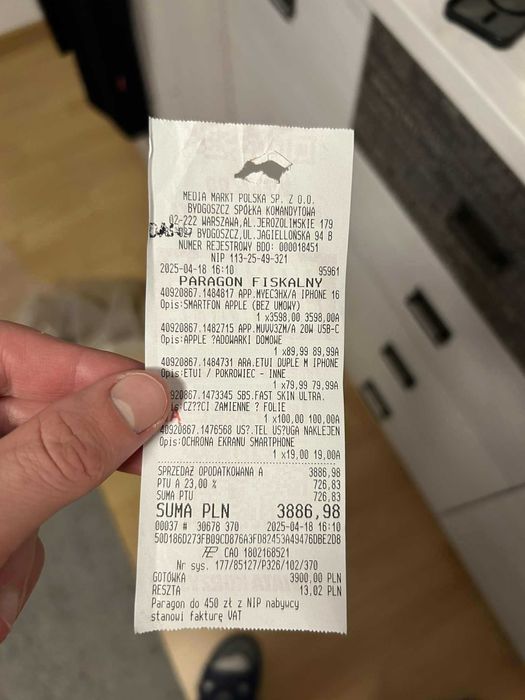 MEDIA MARKT POLSKA SP. Z O.O.
BYDGOSZCZ SPÓŁKA KOMANDYTOWA
02-222 WARSZAWA,AL.JEROZOLIMSKIE 179
BYDGOSZCZ,UL.JAGIELLOŃSKA 94 B
NUMER REJESTROWY BDO: 000018451
NIP 113-25-49-321
2025-04-18 16:10 95961
PARAGON FISKALNY
40920867.1484817 APP.MYEC3HX/A IPHONE 16
Opis:SMARTFON APPLE (BEZ UMOWY)
1 x3598,00 3598,00A
40920867.1482715 APP.MUVV3ZM/A 20W USB-C
Opis:APPLE ?ADOWARKI DOMOWE
1 x89,99 89,99A
40920867.1484731 ARA.ETUI DUPLE M IPHONE
Opis:ETUI / POKROWIEC - INNE
1 x79,99 79,99A
920867.1473345 SBS.FAST SKIN ULTRA.
is:CZ??CI ZAMIENNE ? FOLIE
1 x100,00 100,00A
40920867.1476568 US?.TEL US?UGA NAKLEJEN
Opis:OCHRONA EKRANU SMARTPHONE
1 x19,00 19,00A
SPRZEDAŻ OPODATKOWANA A 3886,98
PTU A 23,00 % 726,83
SUMA PTU 726,83
SUMA PLN 3886,98
00037 # 30678 370 2025-04-18 16:10
50D186D273FB09CD876A3FD82453A49476DBE2D8
CAO 1802168521
Nr sys. 177/85127/P326/102/370
GOTÓWKA 3900,00 PLN
RESZTA 13,02 PLN
Paragon do 450 zł z NIP nabywcy
stanowi fakturę VAT